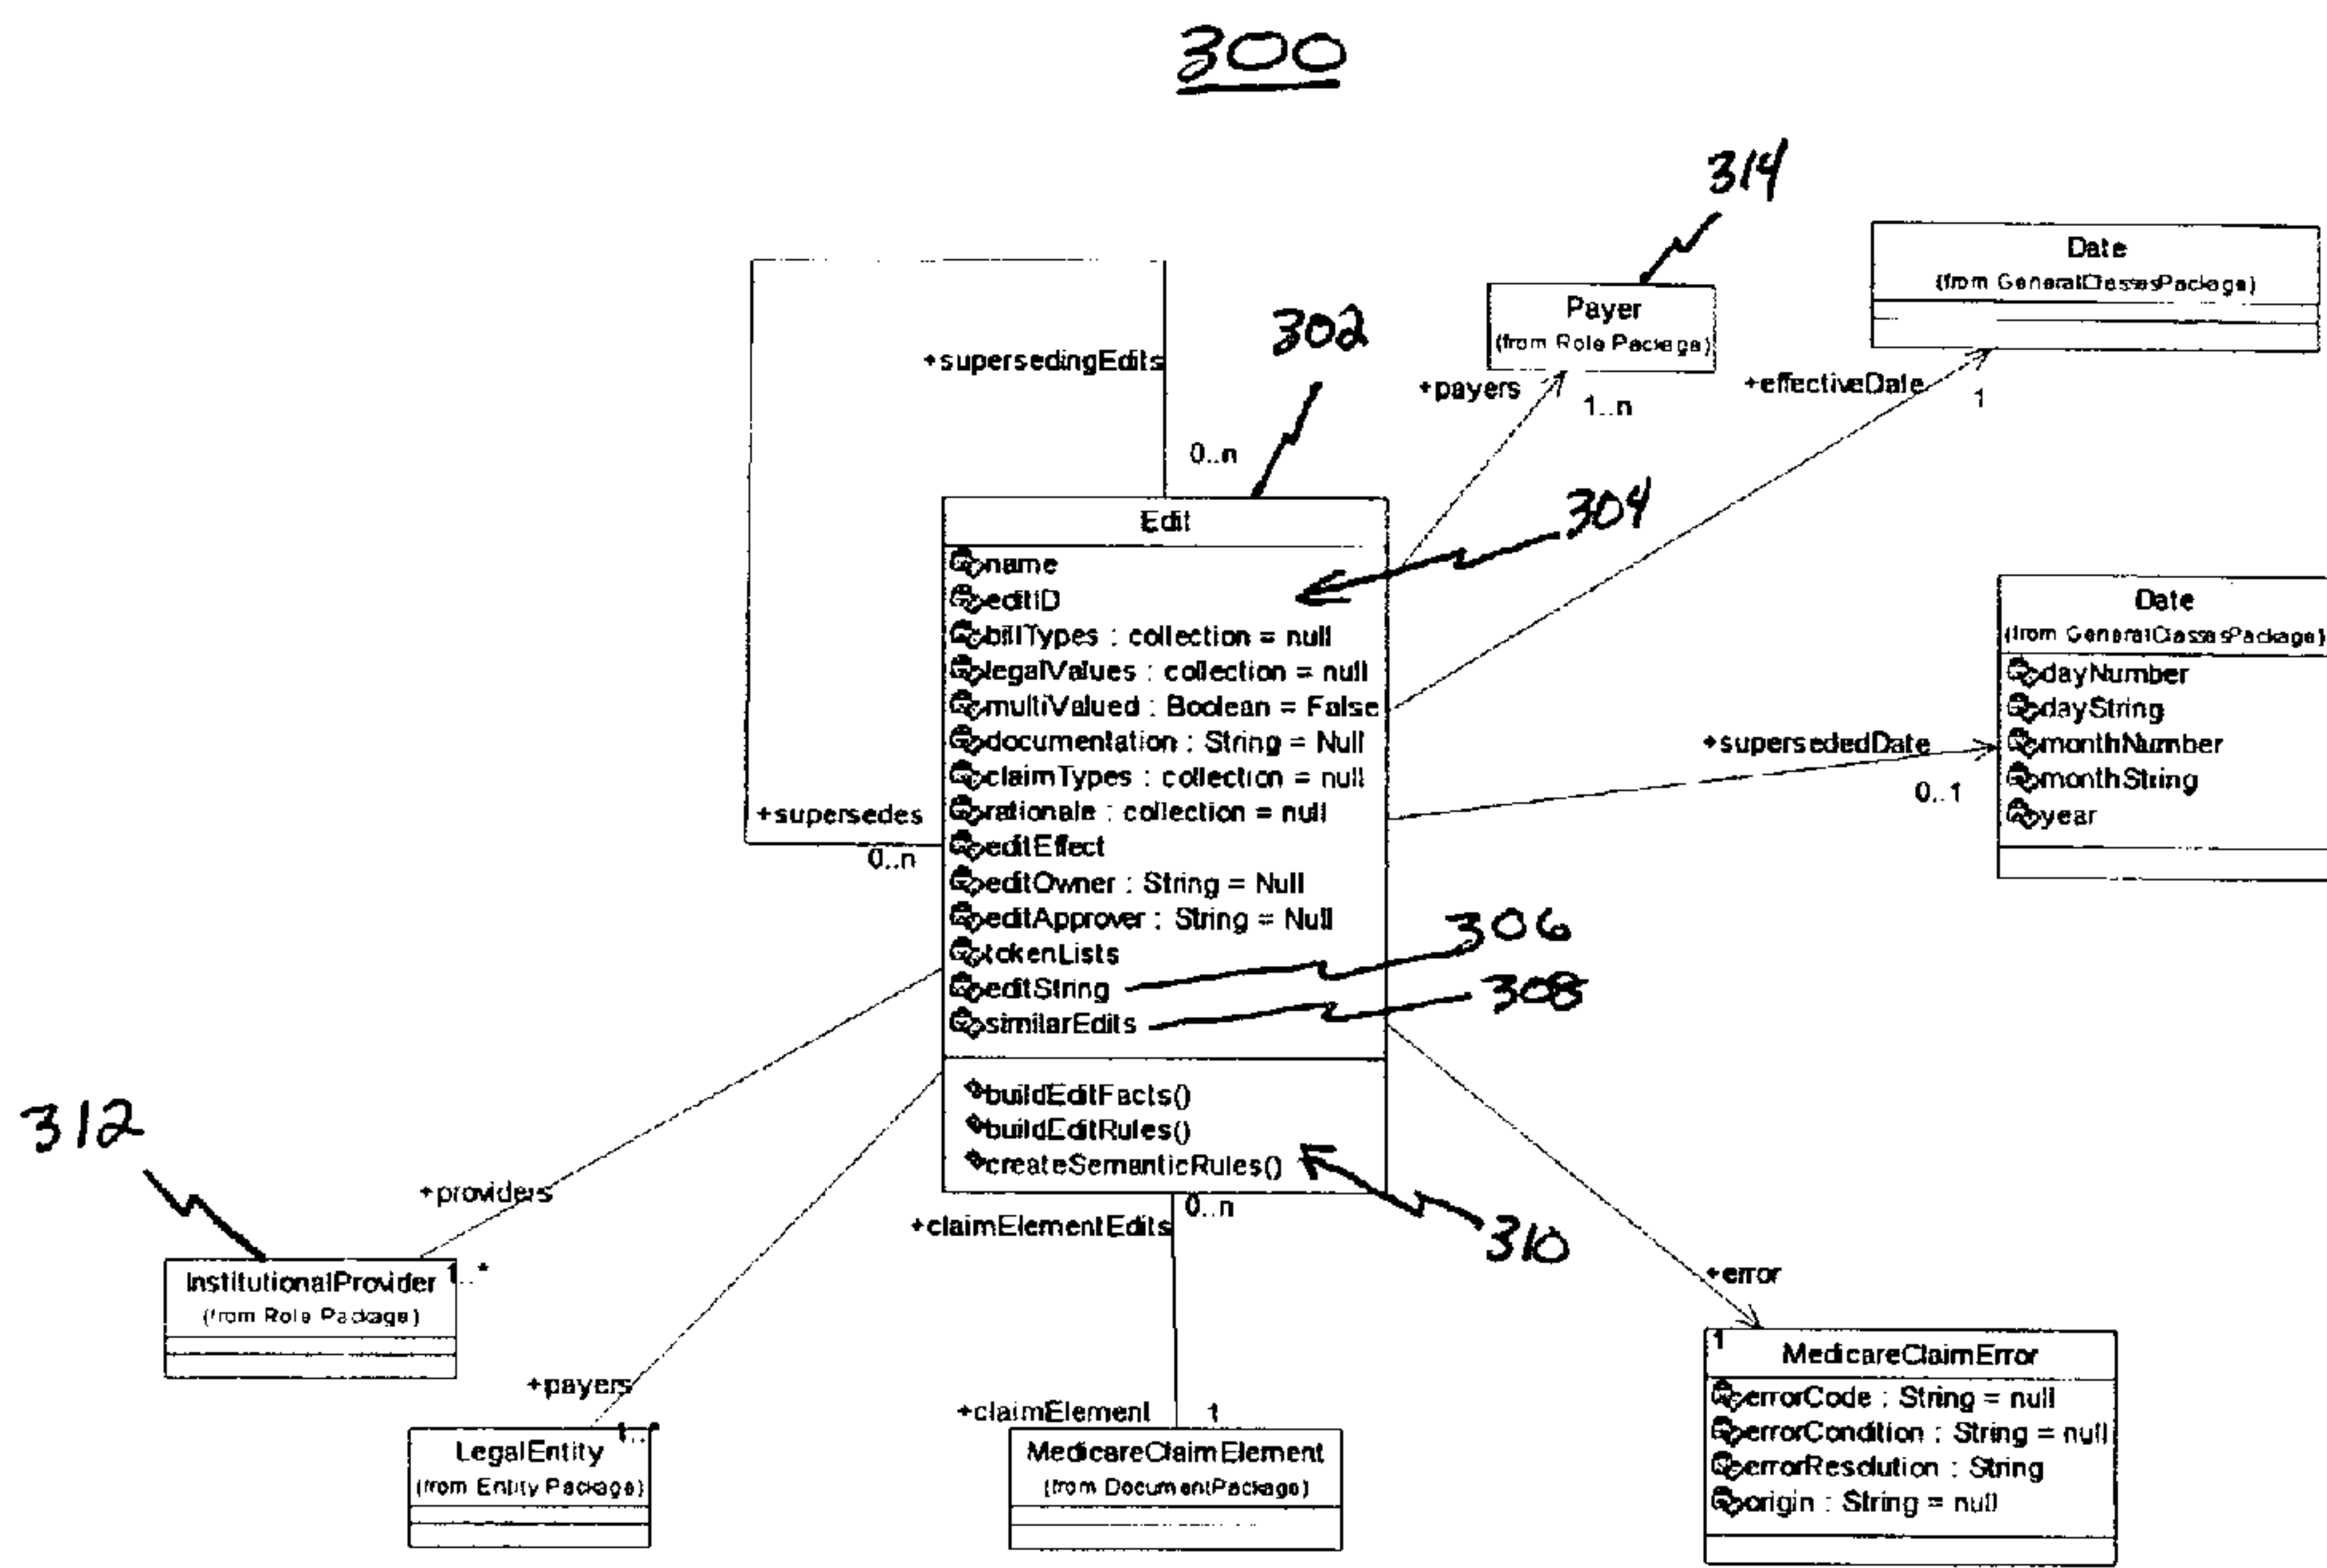 300
314
Date
(from GeneralClassesPackage)
Payer
(from Role Package)
302
+supersedingEdits
+payers
1..n
+effectiveDate
1
0..n
304
Edit
name
editID
billTypes : collection = null
legalValues : collection = null
multiValued : Boolean = False
documentation : String = Null
claimTypes : collection = null
rationale : collection = null
editEffect
editOwner : String = Null
editApprover : String = Null
tokenLists
editString
similarEdits
buildEditFacts()
buildEditRules()
createSemanticRules()
Date
(from GeneralClassesPackage)
dayNumber
dayString
monthNumber
monthString
year
+supersededDate
0..1
+supersedes
0..n
306
308
312
+providers
310
0..n
+claimElementEdits
InstitutionalProvider
1..*
(from Role Package)
+error
1
MedicareClaimError
errorCode : String = null
errorCondition : String = null
errorResolution : String
origin : String = null
+payers
1..*
LegalEntity
(from Entity Package)
+claimElement
1
MedicareClaimElement
(from DocumentPackage)